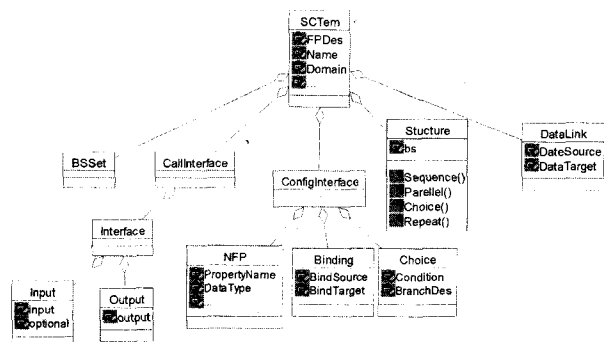 SCTem
FPDes
Name
Domain
...
BSSet
CallInterface
Stucture
bs
Sequence()
Parellel()
Choice()
Repeat()
DataLink
DateSource
DataTarget
ConfigInterface
Interface
NFP
PropertyName
DataType
...
Binding
BindSource
BindTarget
Choice
Condition
BranchDes
Input
input
optional
Output
output